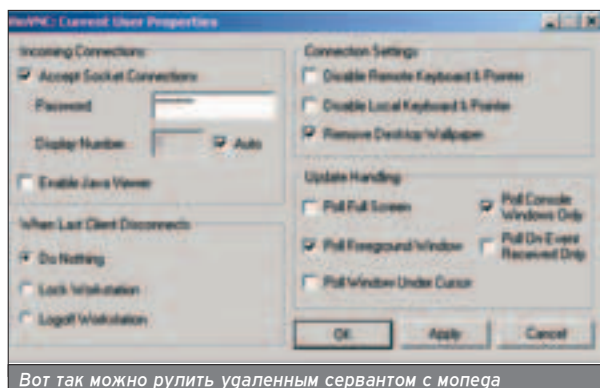 WinVNC: Current User Properties
Incoming Connections
Accept Socket Connections
Password:
Display Number:
Auto
Enable Java Viewer
When Last Client Disconnects
Do Nothing
Lock Workstation
Logoff Workstation
Connection Settings
Disable Remote Keyboard & Pointer
Disable Local Keyboard & Pointer
Remove Desktop Wallpaper
Update Handling
Poll Full Screen
Poll Console Windows Only
Poll Foreground Window
Poll On Event Received Only
Poll Window Under Cursor
OK
Apply
Cancel
Вот так можно рулить удаленным сервантом с мопеда